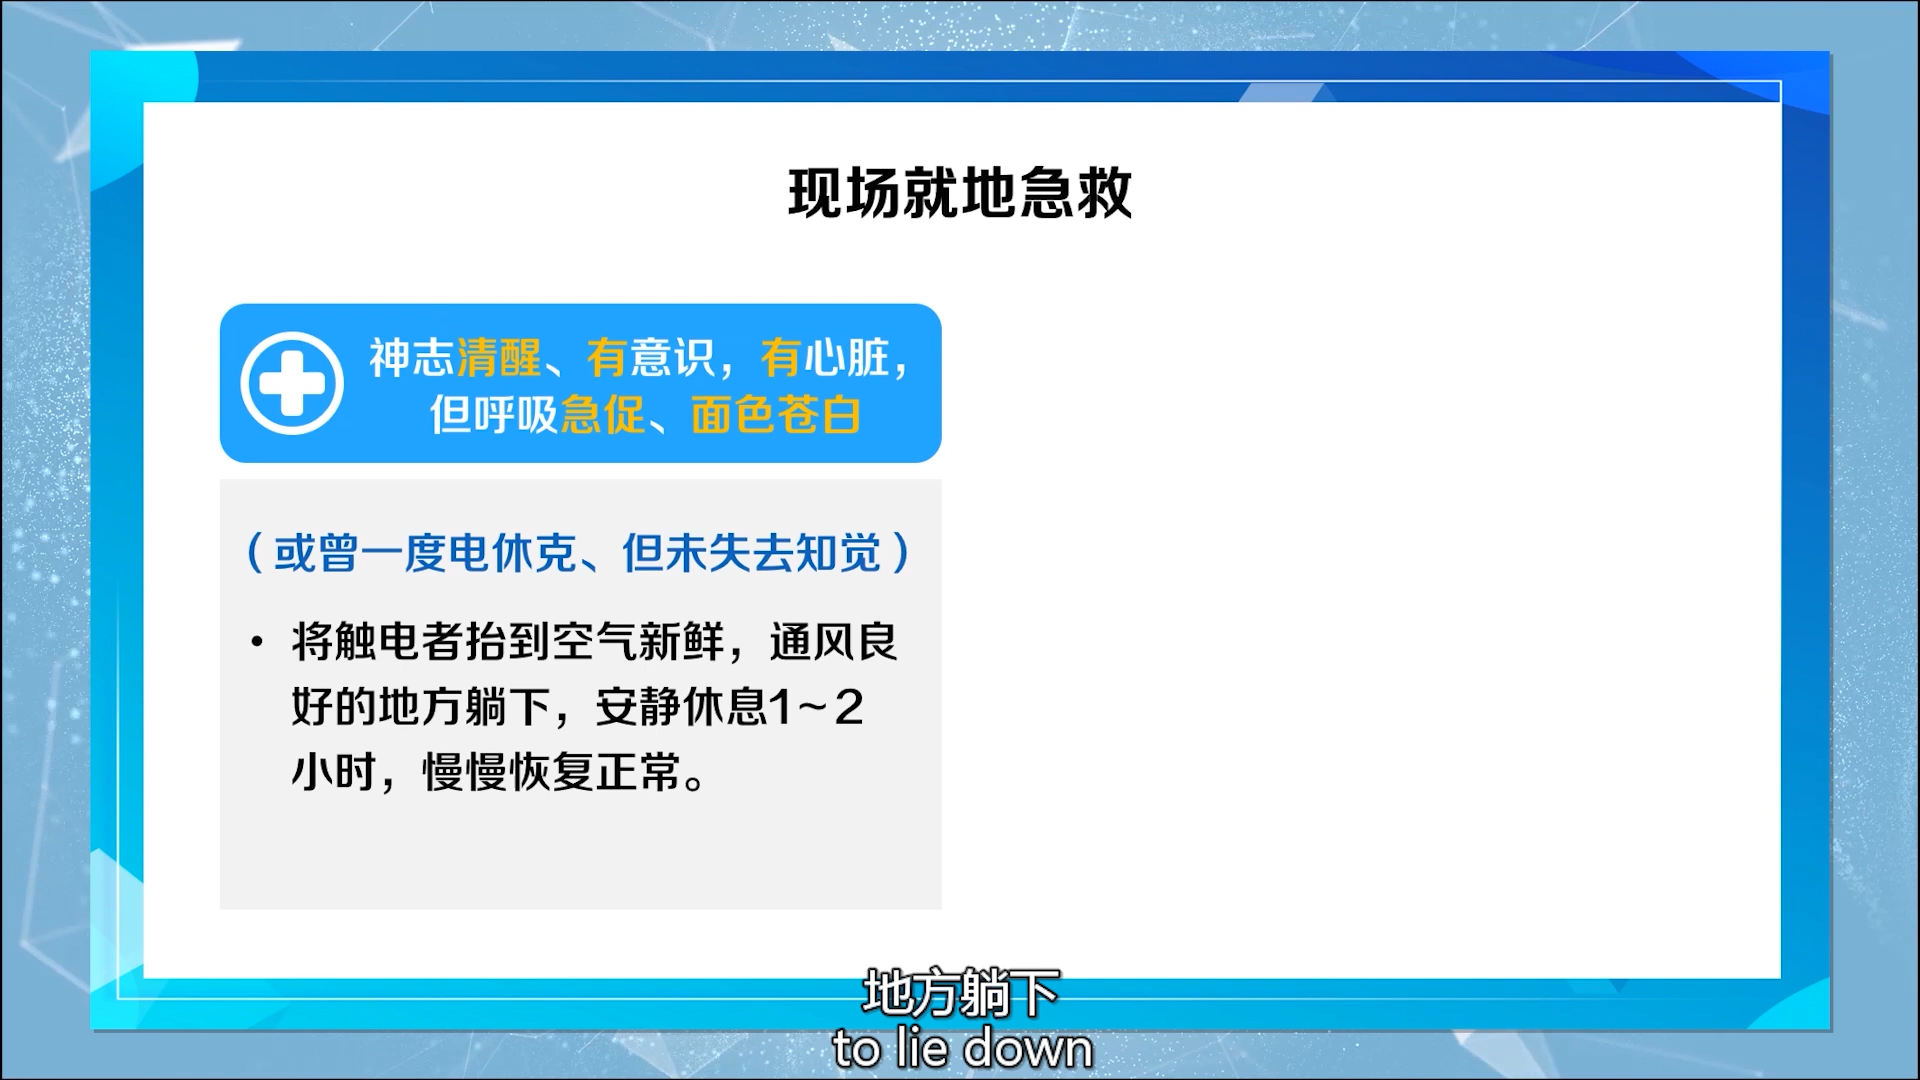 现场就地急救
神志清醒、有意识，有心脏，
但呼吸急促、面色苍白
（或曾一度电休克、但未失去知觉）
• 将触电者抬到空气新鲜，通风良
好的地方躺下，安静休息1～2
小时，慢慢恢复正常。
地方躺下
to lie down